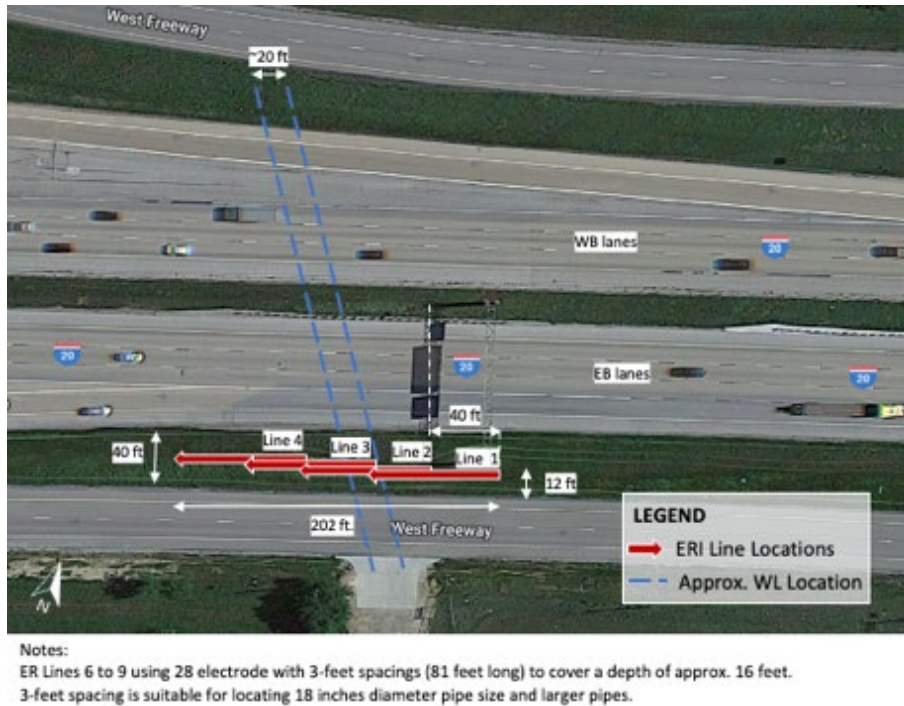 West Freeway
~20 ft
WB lanes
20
20
20
EB lanes
20
40 ft
40 ft
Line 4
Line 3
Line 2
Line 1
12 ft
202 ft.
West Freeway
LEGEND
ERI Line Locations
Approx. WL Location
N
Notes:
ER Lines 6 to 9 using 28 electrode with 3-feet spacings (81 feet long) to cover a depth of approx. 16 feet.
3-feet spacing is suitable for locating 18 inches diameter pipe size and larger pipes.